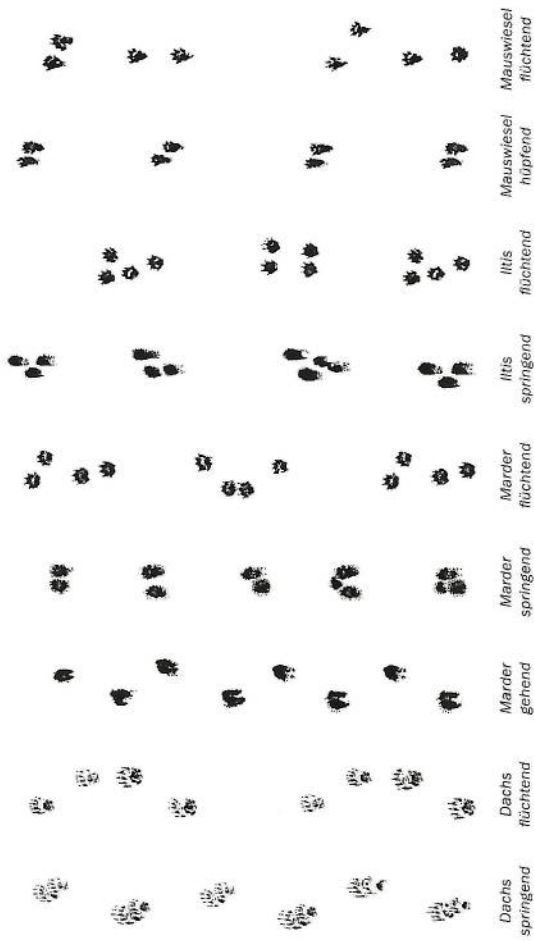 Dachs
springend
Dachs
flüchtend
Marder
gehend
Marder
springend
Marder
flüchtend
Iltis
springend
Iltis
flüchtend
Mauswiesel
hüpfend
Mauswiesel
flüchtend